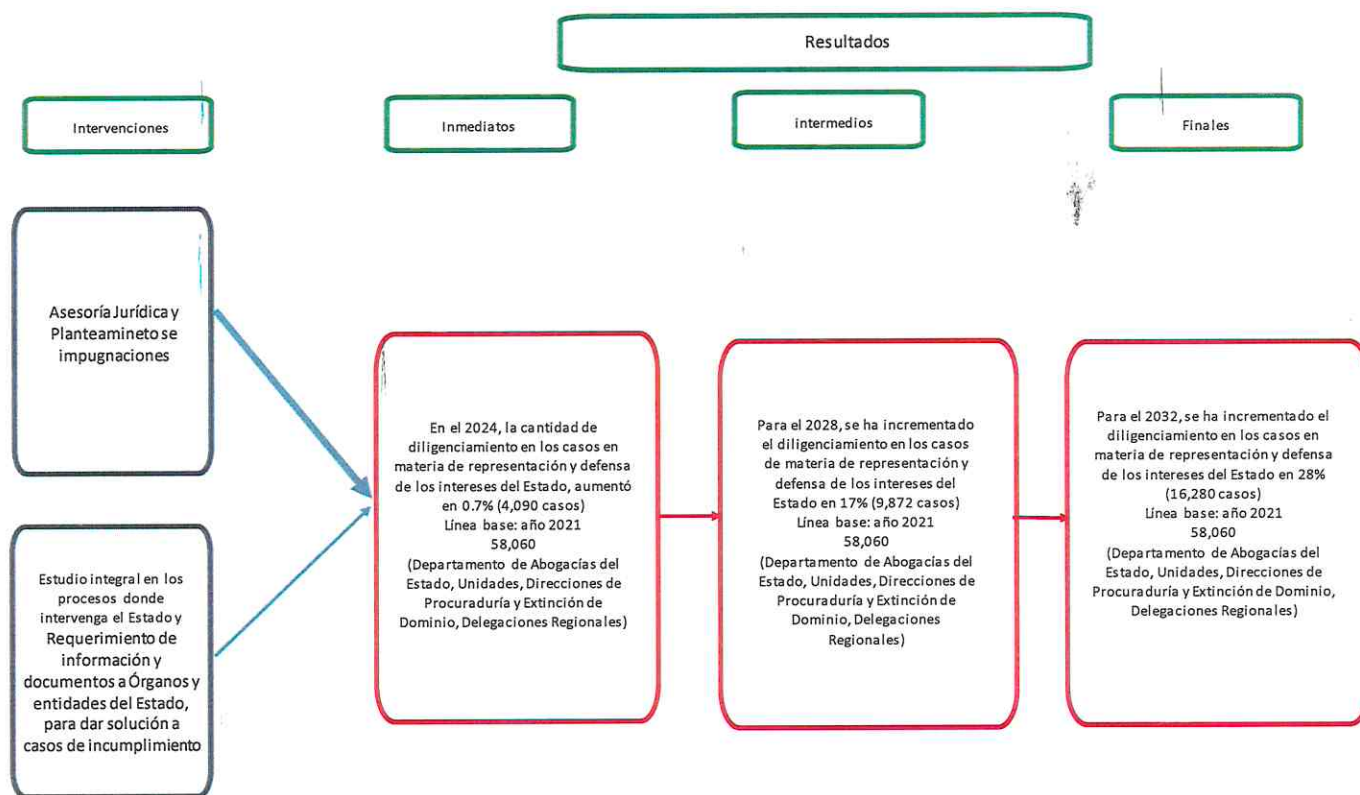 Resultados
Intervenciones
Inmediatos
intermedios
Finales
Asesoría Jurídica y
Planteamineto se
impugnaciones
Estudio integral en los
procesos donde
intervenga el Estado y
Requerimiento de
información y
documentos a Órganos y
entidades del Estado,
para dar solución a
casos de incumplimiento
En el 2024, la cantidad de
diligenciamiento en los casos en
materia de representación y defensa
de los intereses del Estado, aumentó
en 0.7% (4,090 casos)
Línea base: año 2021
58,060
(Departamento de Abogacías del
Estado, Unidades, Direcciones de
Procuraduría y Extinción de
Dominio, Delegaciones Regionales)
Para el 2028, se ha incrementado
el diligenciamiento en los casos
de materia de representación y
defensa de los intereses del
Estado en 17% (9,872 casos)
Línea base: año 2021
58,060
(Departamento de Abogacías del
Estado, Unidades, Direcciones de
Procuraduría y Extinción de
Dominio, Delegaciones
Regionales)
Para el 2032, se ha incrementado el
diligenciamiento en los casos en
materia de representación y defensa
de los intereses del Estado en 28%
(16,280 casos)
Línea base: año 2021
58,060
(Departamento de Abogacías del
Estado, Unidades, Direcciones de
Procuraduría y Extinción de Dominio,
Delegaciones Regionales)